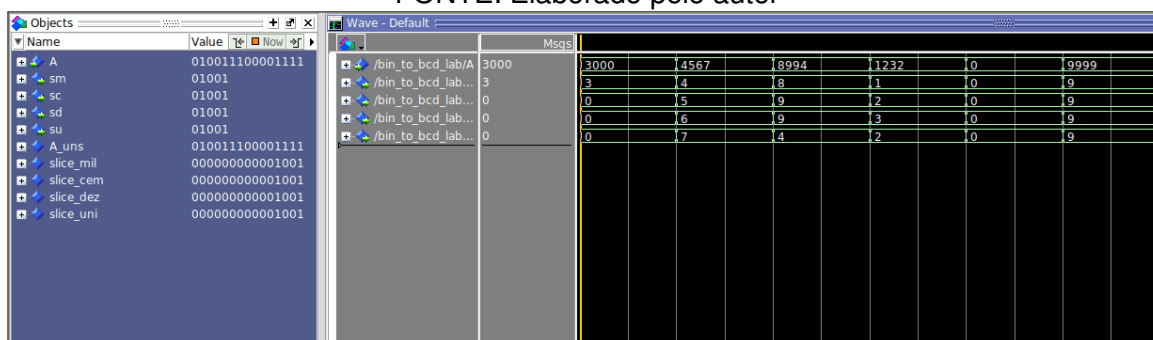 FONTE: Elaborado pelo autor
Objects
Wave - Default
Name Value Now
Msgs
A 010011100001111
sm 01001
sc 01001
sd 01001
su 01001
A_uns 010011100001111
slice_mil 000000000001001
slice_cem 000000000001001
slice_dez 000000000001001
slice_uni 000000000001001
/bin_to_bcd_lab/A 3000 3000 4567 8994 1232 0 9999
/bin_to_bcd_lab... 3 3 4 8 1 0 9
/bin_to_bcd_lab... 0 0 5 9 2 0 9
/bin_to_bcd_lab... 0 0 6 9 3 0 9
/bin_to_bcd_lab... 0 0 7 4 2 0 9